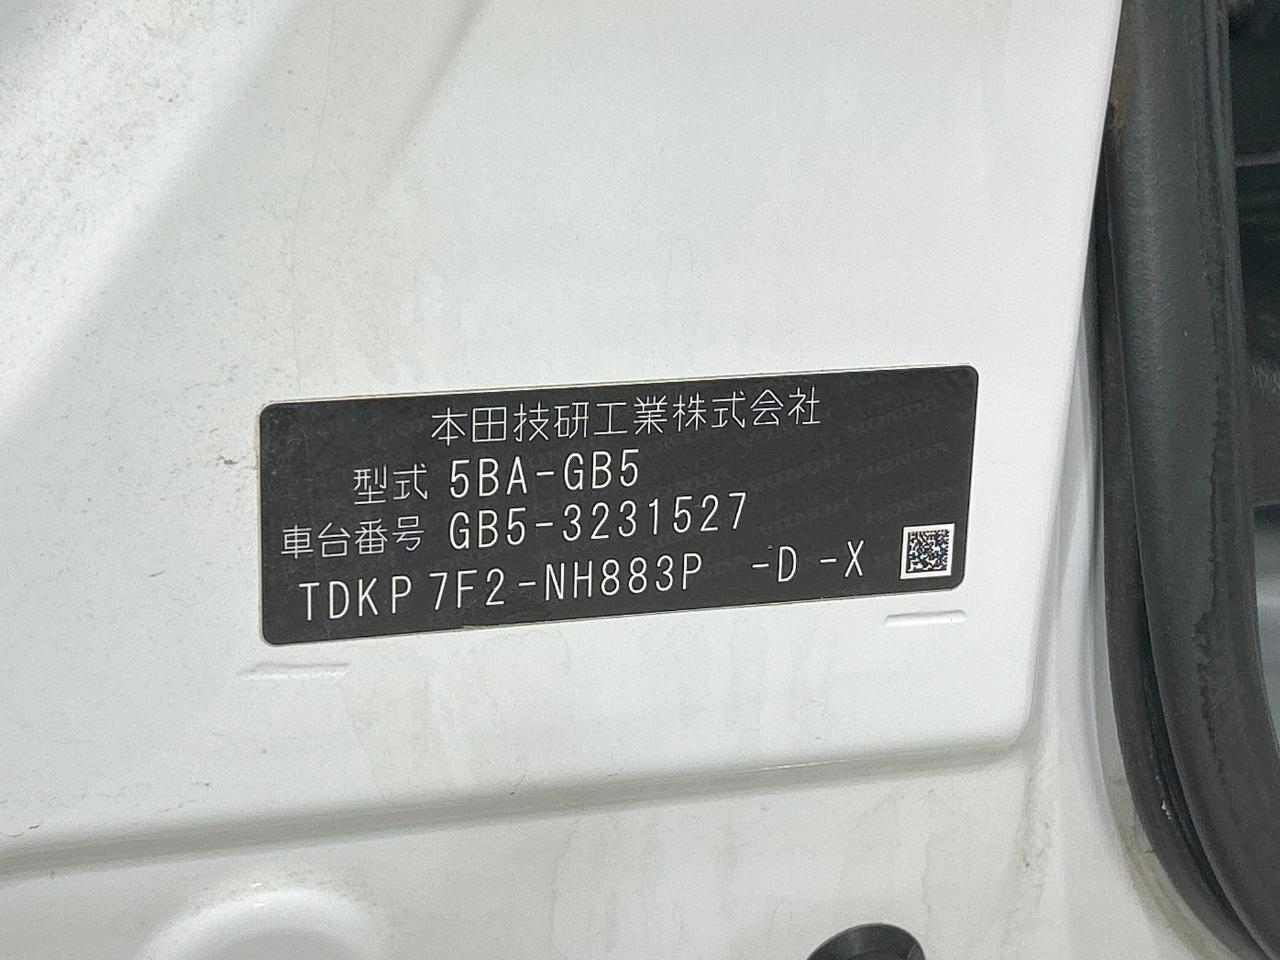 本田技研工業株式会社
型式 5BA-GB5
車台番号 GB5-3231527
TDKP 7F2-NH883P -D -X